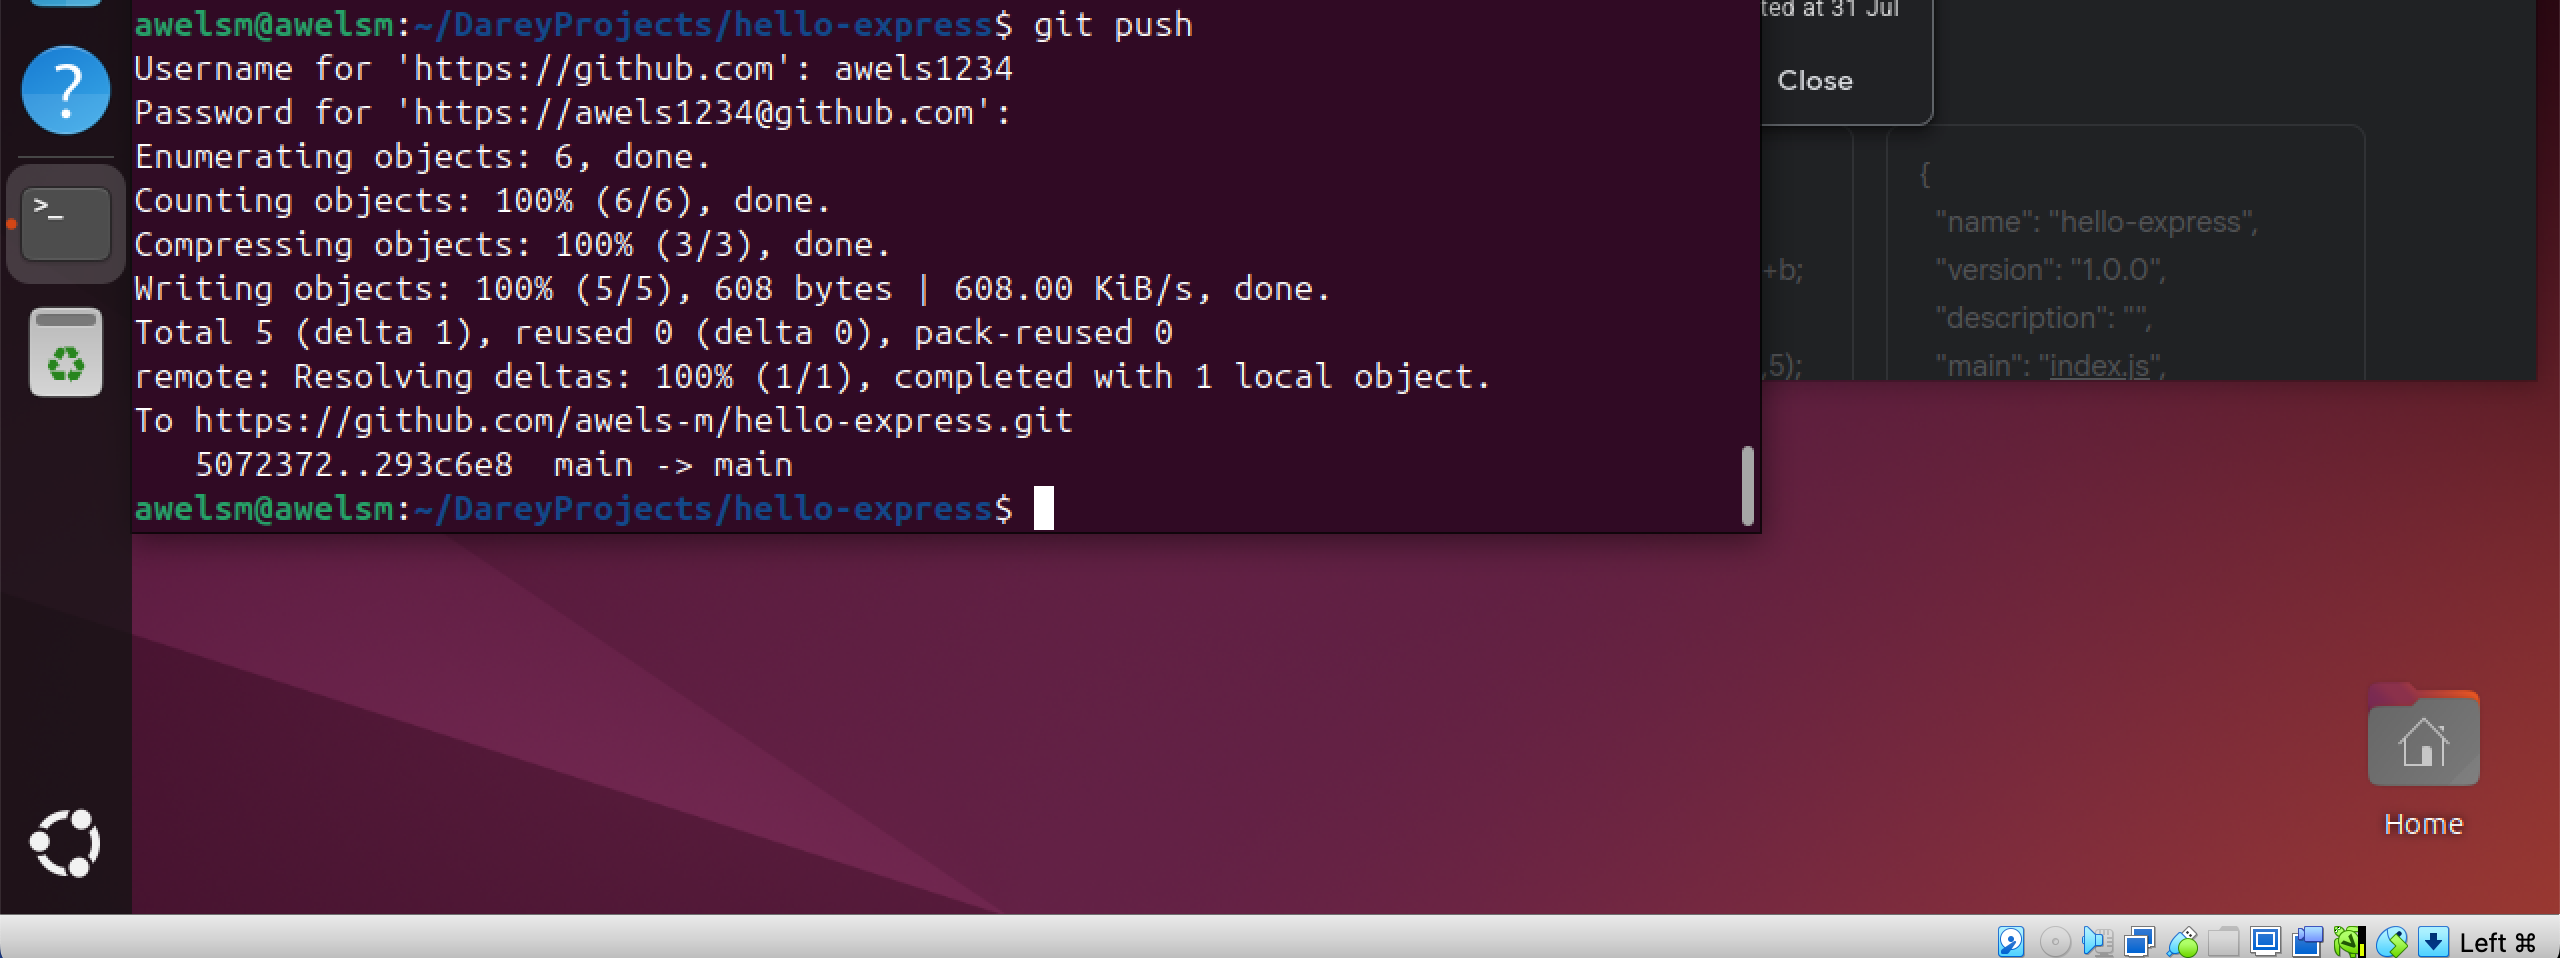 awelsm@awelsm:~/DareyProjects/hello-express$ git push
Username for 'https://github.com': awels1234
Password for 'https://awels1234@github.com':
Enumerating objects: 6, done.
Counting objects: 100% (6/6), done.
Compressing objects: 100% (3/3), done.
Writing objects: 100% (5/5), 608 bytes | 608.00 KiB/s, done.
Total 5 (delta 1), reused 0 (delta 0), pack-reused 0
remote: Resolving deltas: 100% (1/1), completed with 1 local object.
To https://github.com/awels-m/hello-express.git
   5072372..293c6e8  main -> main
awelsm@awelsm:~/DareyProjects/hello-express$
ted at 31 Jul
Close
+b;
,5);
{
"name": "hello-express",
"version": "1.0.0",
"description": "",
"main": "index.js",
Home
Left ⌘